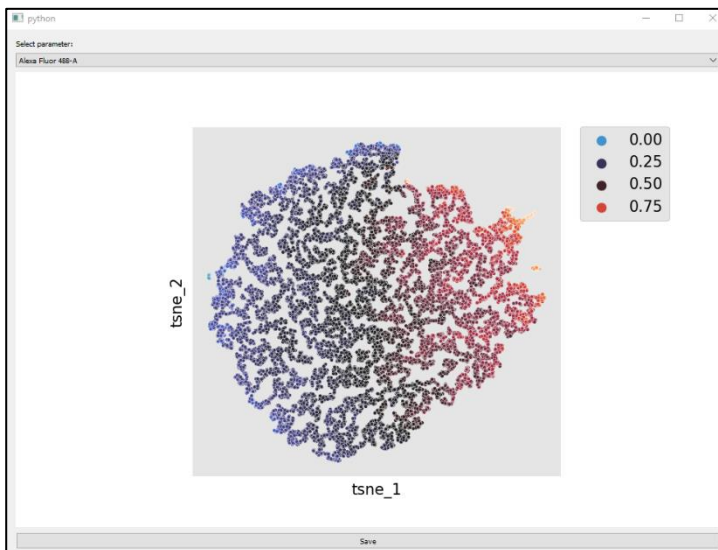 python
Select parameter:
Alexa Fluor 488-A
0.00
0.25
0.50
0.75
tsne_2
tsne_1
Save